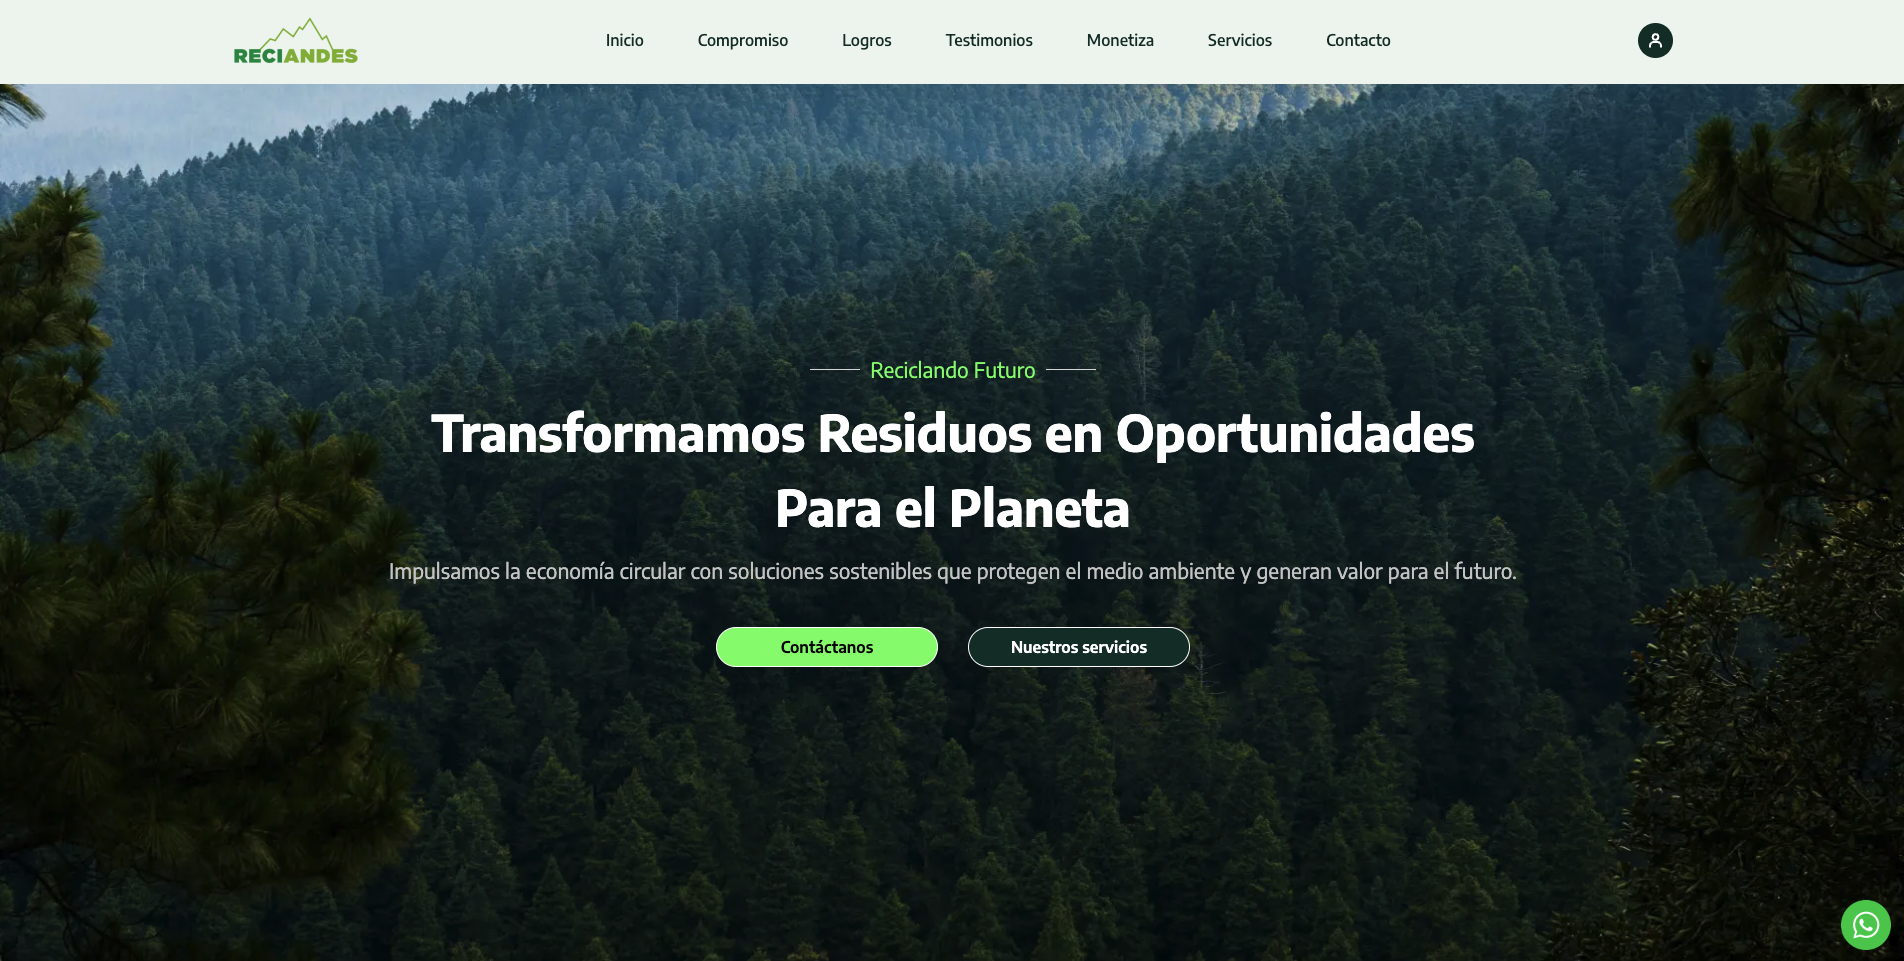 RECIANDES
Inicio
Compromiso
Logros
Testimonios
Monetiza
Servicios
Contacto
Reciclando Futuro
Transformamos Residuos en Oportunidades
Para el Planeta
Impulsamos la economía circular con soluciones sostenibles que protegen el medio ambiente y generan valor para el futuro.
Contáctanos
Nuestros servicios